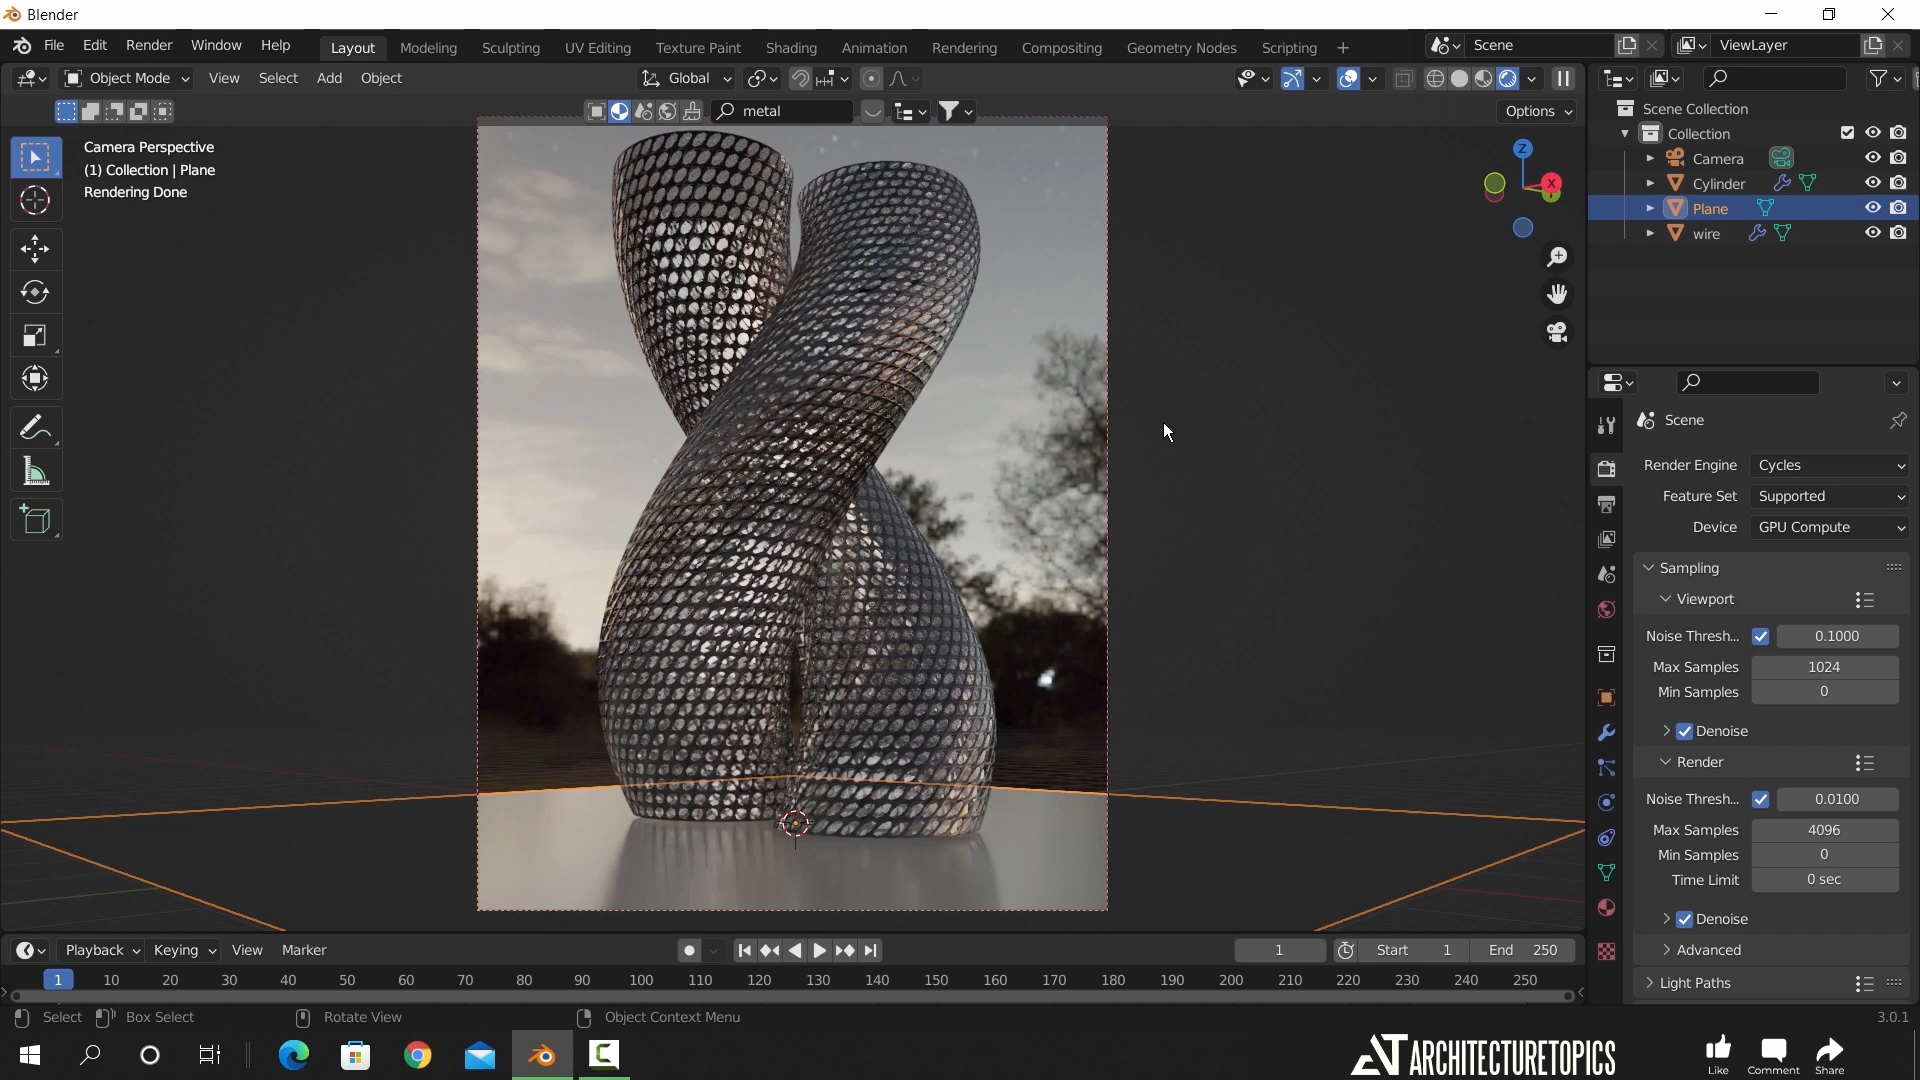 Blender
File Edit Render Window Help Layout Modeling Sculpting UV Editing Texture Paint Shading Animation Rendering Compositing Geometry Nodes Scripting + Scene ViewLayer
Object Mode View Select Add Object Global
metal Options
Camera Perspective
(1) Collection | Plane
Rendering Done
Z
X
Scene Collection
Collection
Camera
Cylinder
Plane
wire
Scene
Render Engine Cycles
Feature Set Supported
Device GPU Compute
Sampling
Viewport
Noise Thresh... 0.1000
Max Samples 1024
Min Samples 0
Denoise
Render
Noise Thresh... 0.0100
Max Samples 4096
Min Samples 0
Time Limit 0 sec
Denoise
Advanced
Light Paths
Playback Keying View Marker 1 Start 1 End 250
1 10 20 30 40 50 60 70 80 90 100 110 120 130 140 150 160 170 180 190 200 210 220 230 240 250
Select Box Select Rotate View Object Context Menu 3.0.1
ARCHITECTURETOPICS
Like Comment Share